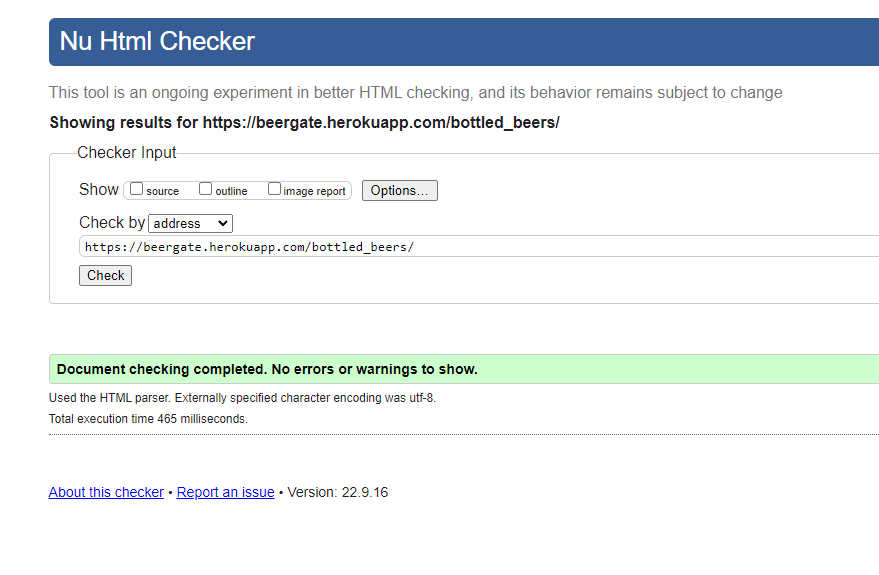 Nu Html Checker
This tool is an ongoing experiment in better HTML checking, and its behavior remains subject to change
Showing results for https://beergate.herokuapp.com/bottled_beers/
Checker Input
Show source outline image report Options...
Check by address
https://beergate.herokuapp.com/bottled_beers/
Check
Document checking completed. No errors or warnings to show.
Used the HTML parser. Externally specified character encoding was utf-8.
Total execution time 465 milliseconds.
About this checker • Report an issue • Version: 22.9.16